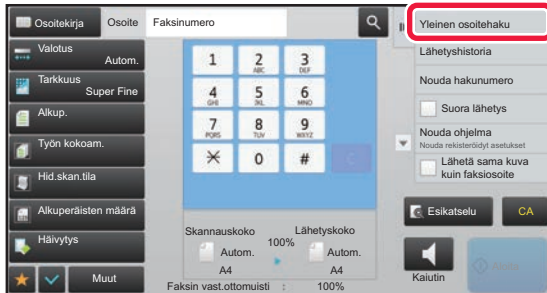 Osoitekirja
Osoite
Faksinumero
Valotus
Autom.
Tarkkuus
Super Fine
Alkup.
Työn kokoam.
Hid.skan.tila
Alkuperäisten määrä
Häivytys
Muut
1
2
ABC
3
DEF
4
GHI
5
JKL
6
MNO
7
PQRS
8
TUV
9
WXYZ
0
#
C
Skannauskoko
100%
Lähetyskoko
Autom.
A4
Autom.
A4
Faksin vast.ottomuisti : 100%
Yleinen osoitehaku
Lähetyshistoria
Nouda hakunumero
Suora lähetys
Nouda ohjelma
Nouda rekisteröidyt asetukset
Lähetä sama kuva
kuin faksiosoite
Esikatselu
CA
Kaiutin
Aloita